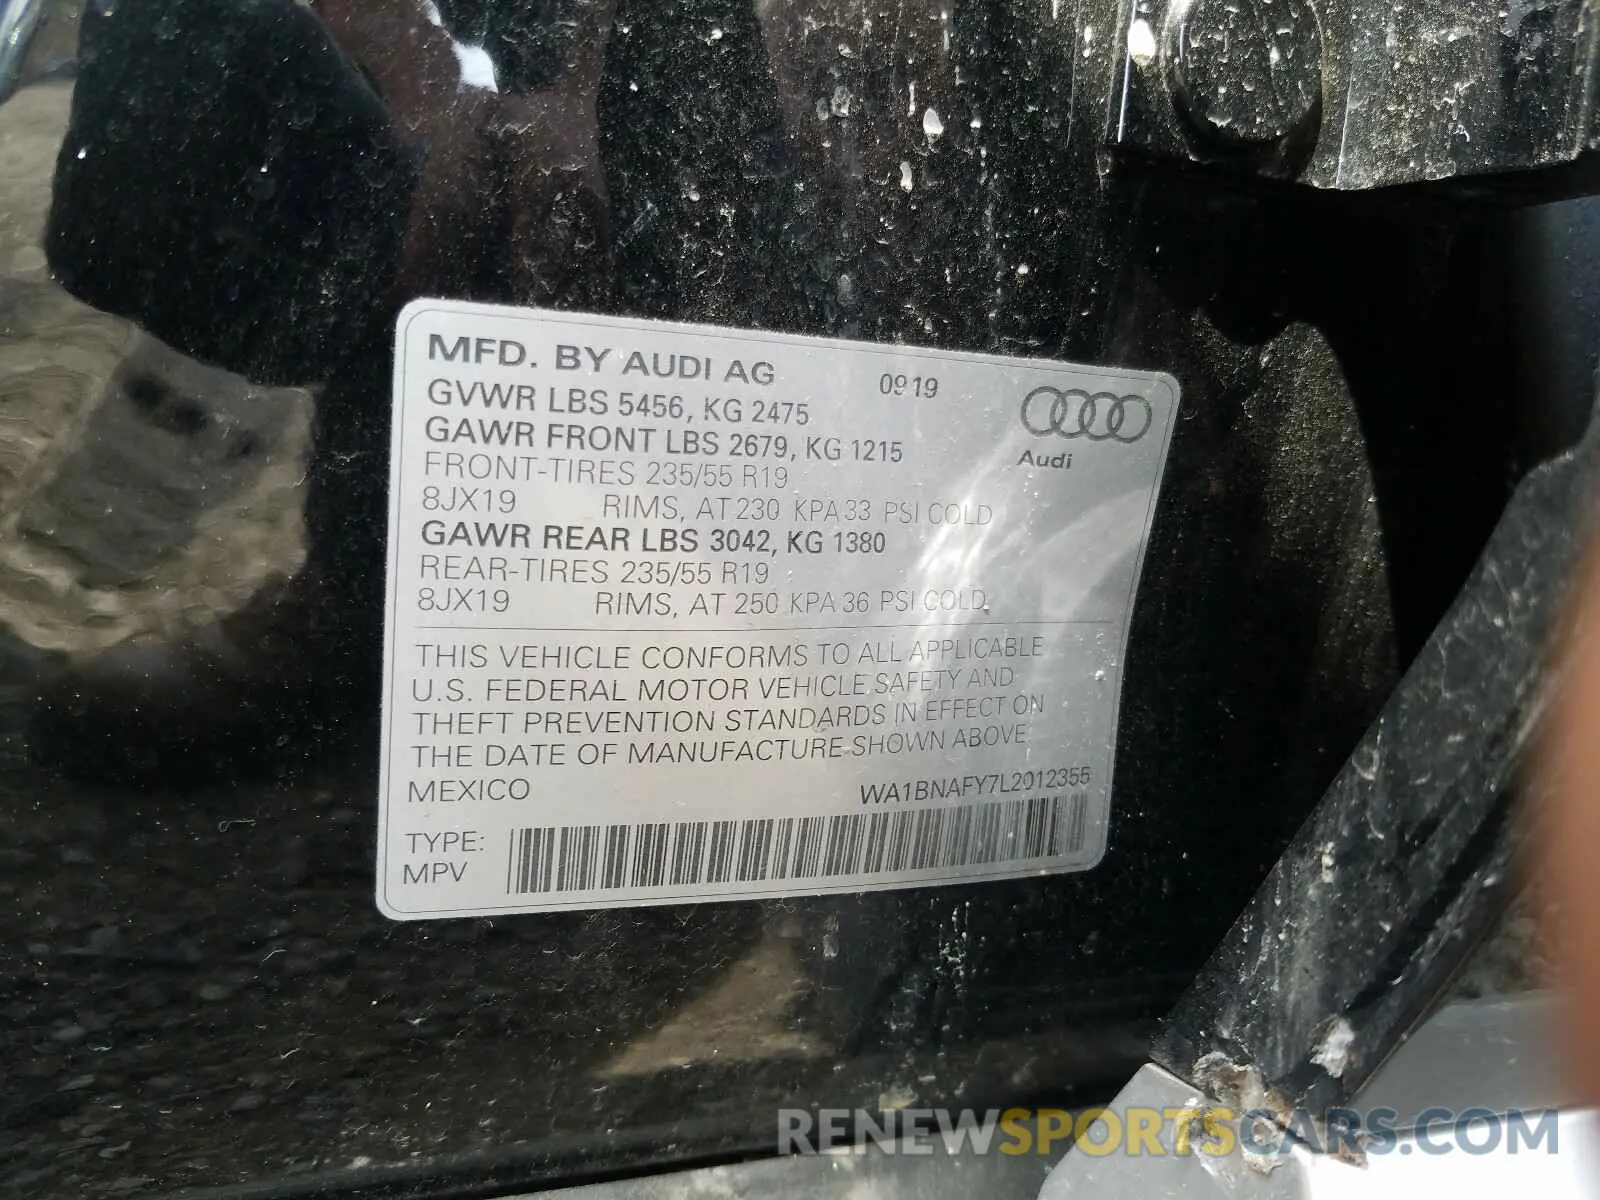 MFD. BY AUDI AG 0919
GVWR LBS 5456, KG 2475
GAWR FRONT LBS 2679, KG 1215
Audi
FRONT-TIRES 235/55 R19
8JX19 RIMS, AT 230 KPA 33 PSI COLD
GAWR REAR LBS 3042, KG 1380
REAR-TIRES 235/55 R19
8JX19 RIMS, AT 250 KPA 36 PSI COLD.
THIS VEHICLE CONFORMS TO ALL APPLICABLE
U.S. FEDERAL MOTOR VEHICLE SAFETY AND
THEFT PREVENTION STANDARDS IN EFFECT ON
THE DATE OF MANUFACTURE SHOWN ABOVE
MEXICO WA1BNAFY7L2012355
TYPE:
MPV
RENEWSPORTSCARS.COM